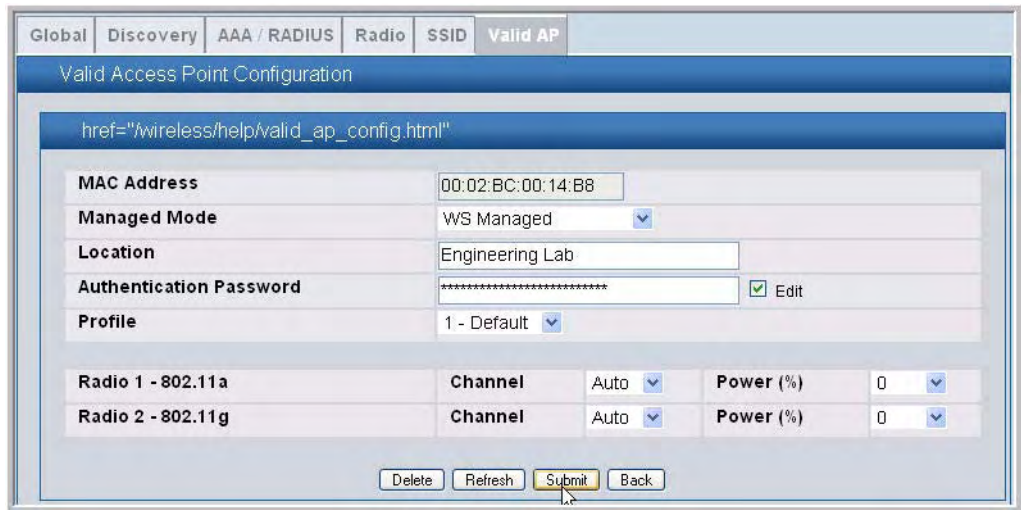 Global Discovery AAA / RADIUS Radio SSID Valid AP
Valid Access Point Configuration
href="/wireless/help/valid_ap_config.html"
MAC Address 00:02:BC:00:14:B8
Managed Mode WS Managed
Location Engineering Lab
Authentication Password ************************** Edit
Profile 1 - Default
Radio 1 - 802.11a Channel Auto Power (%) 0
Radio 2 - 802.11g Channel Auto Power (%) 0
Delete Refresh Submit Back